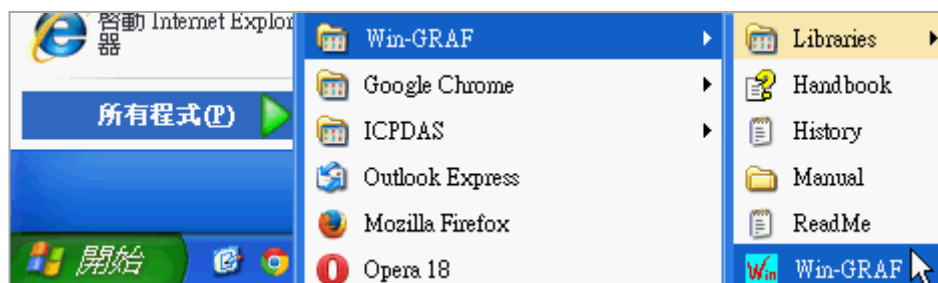 啓動 Internet Explor
器
所有程式(P)
開始
Win-GRAF
Google Chrome
ICPDAS
Outlook Express
Mozilla Firefox
Opera 18
Libraries
Handbook
History
Manual
ReadMe
Win-GRAF